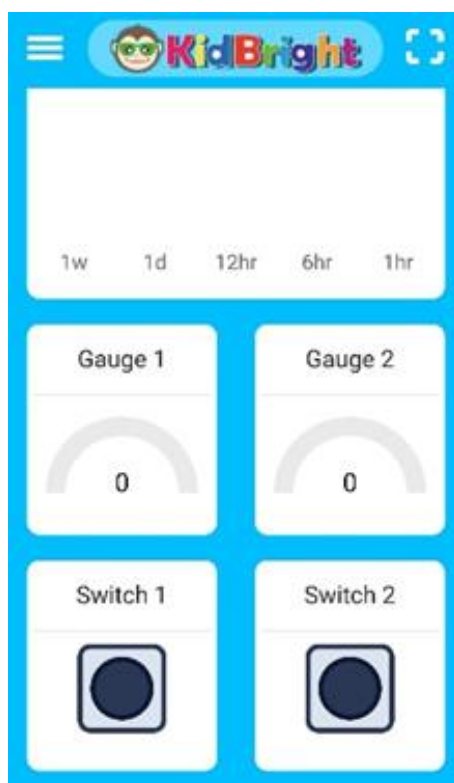 KidBright
1w 1d 12hr 6hr 1hr
Gauge 1 Gauge 2
0 0
Switch 1 Switch 2